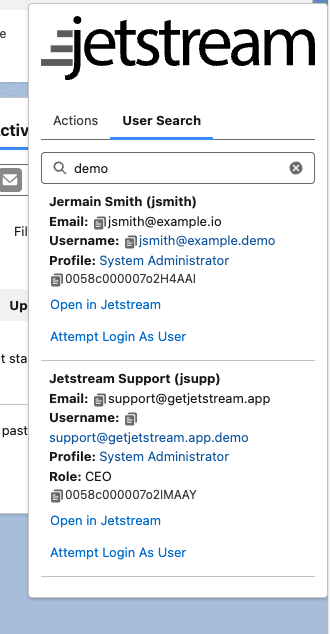 jetstream
Actions User Search
demo
Jermain Smith (jsmith)
Email: jsmith@example.io
Username: jsmith@example.demo
Profile: System Administrator
0058c000007o2H4AAI
Open in Jetstream
Attempt Login As User
Jetstream Support (jsupp)
Email: support@getjetstream.app
Username:
support@getjetstream.app.demo
Profile: System Administrator
Role: CEO
0058c000007o2IMAAY
Open in Jetstream
Attempt Login As User
e
Activ
Fil
Up
t sta
past